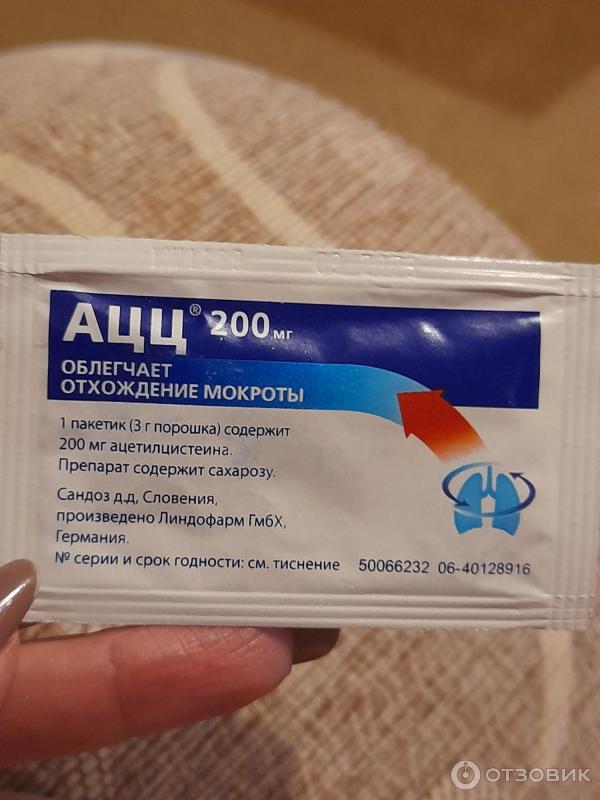 АЦЦ® 200 мг
ОБЛЕГЧАЕТ
ОТХОЖДЕНИЕ МОКРОТЫ
1 пакетик (3 г порошка) содержит
200 мг ацетилцистеина.
Препарат содержит сахарозу.
Сандоз д.д, Словения,
произведено Линдофарм ГмбХ,
Германия.
№ серии и срок годности: см. тиснение 50066232 06-40128916
ОТЗОВИК